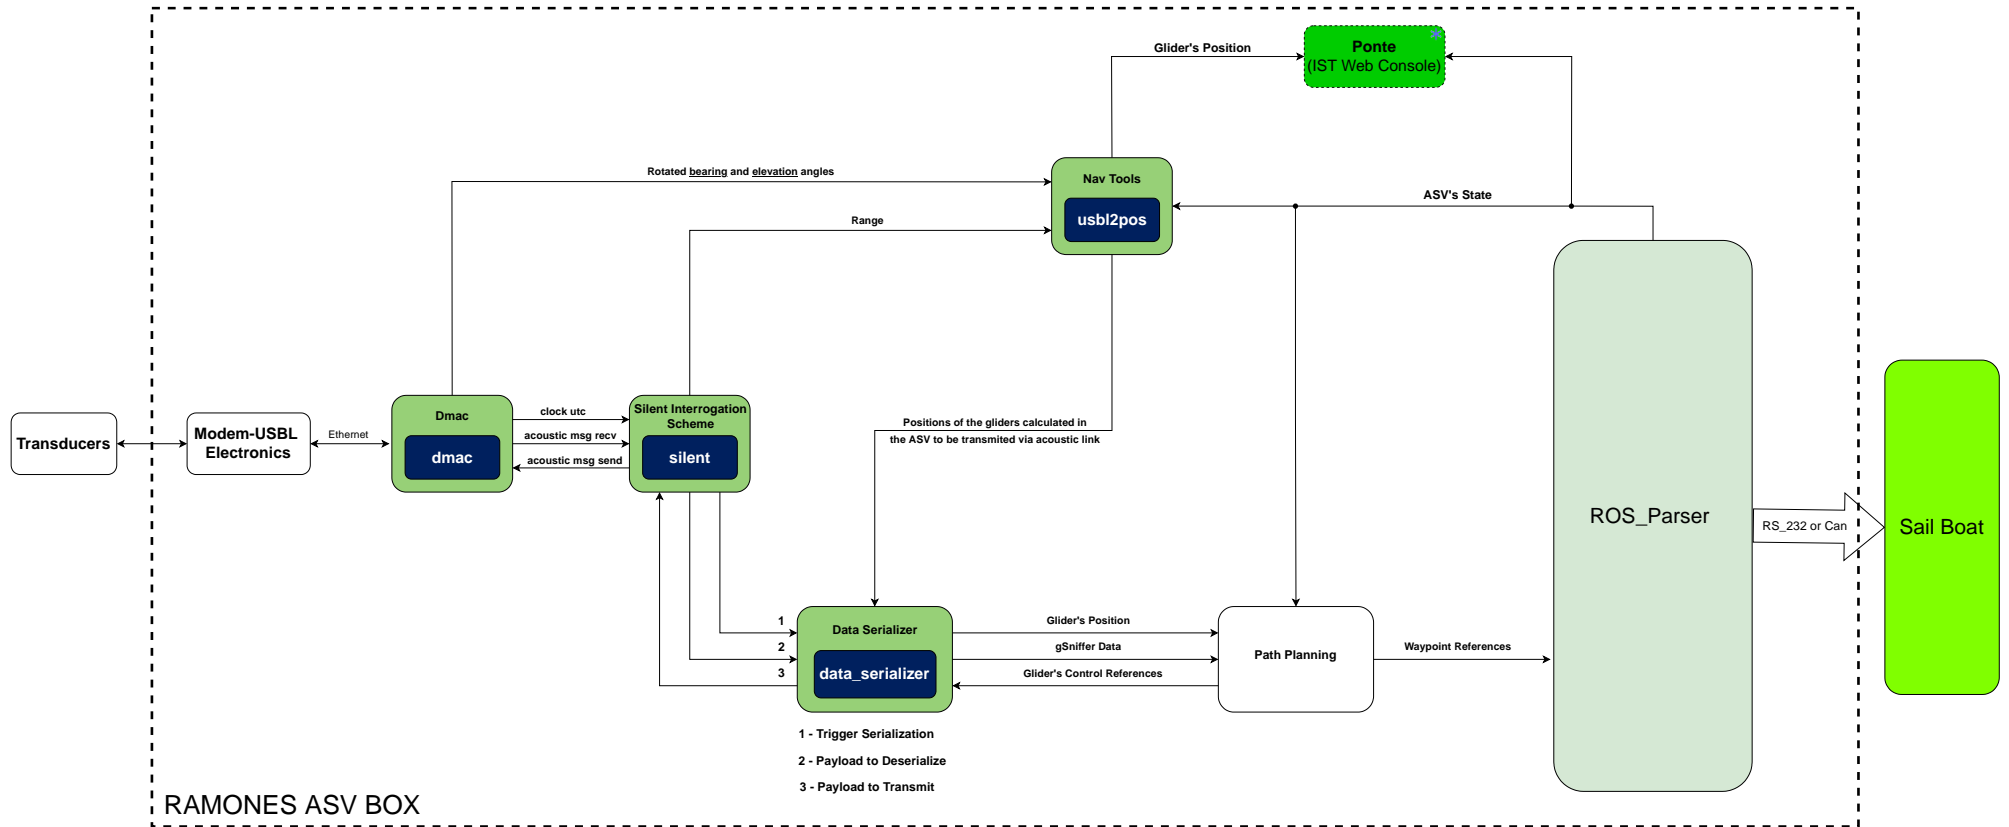 Glider's Position
Ponte
(IST Web Console)
Rotated bearing and elevation angles
Nav Tools
usbl2pos
ASV's State
Range
Transducers
Modem-USBL
Electronics
Ethernet
Dmac
dmac
clock utc
acoustic msg recv
acoustic msg send
Silent Interrogation
Scheme
silent
Positions of the gliders calculated in
the ASV to be transmited via acoustic link
ROS_Parser
RS_232 or Can
Sail Boat
1
2
3
Data Serializer
data_serializer
Glider's Position
gSniffer Data
Glider's Control References
Path Planning
Waypoint References
1 - Trigger Serialization
2 - Payload to Deserialize
3 - Payload to Transmit
RAMONES ASV BOX